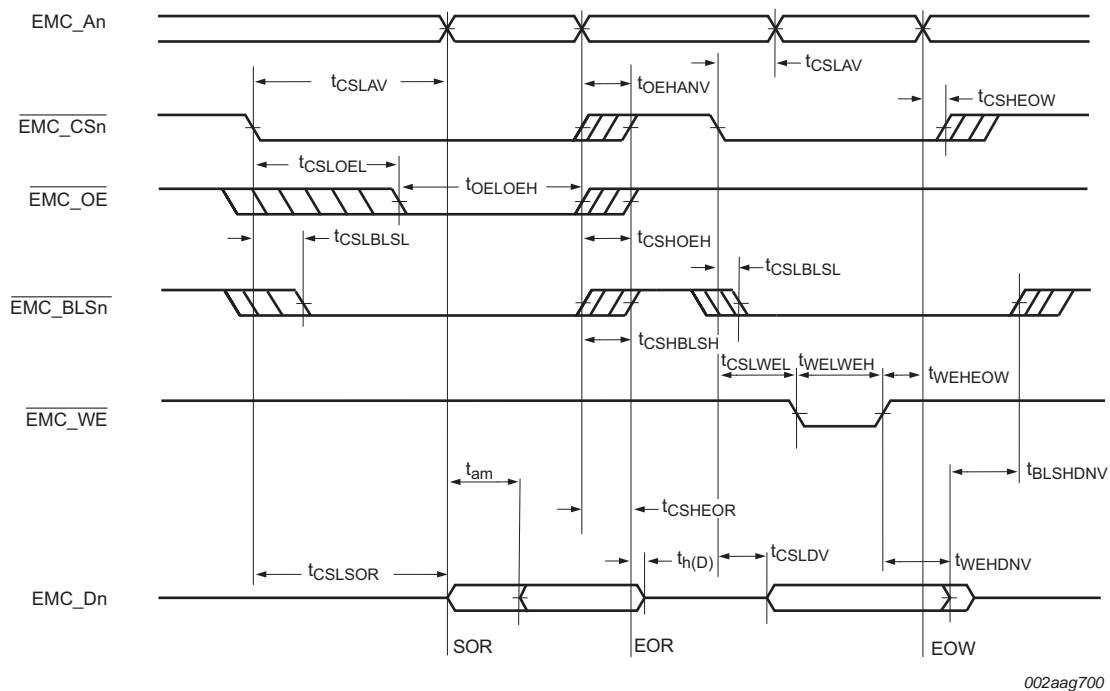 EMC_An
tCSLAV
tOEHANV
tCSLAV
tCSHEOW
EMC_CSn
tCSLOEL
tOELOEH
EMC_OE
tCSLBLSL
tCSHOEH
tCSLBLSL
EMC_BLSn
tCSHBLSH
tCSLWEL
tWELWEH
tWEHEOW
EMC_WE
tam
tBLSHDNV
tCSHEOR
th(D)
tCSLDV
tWEHDNV
tCSLSOR
EMC_Dn
SOR
EOR
EOW
002aag700